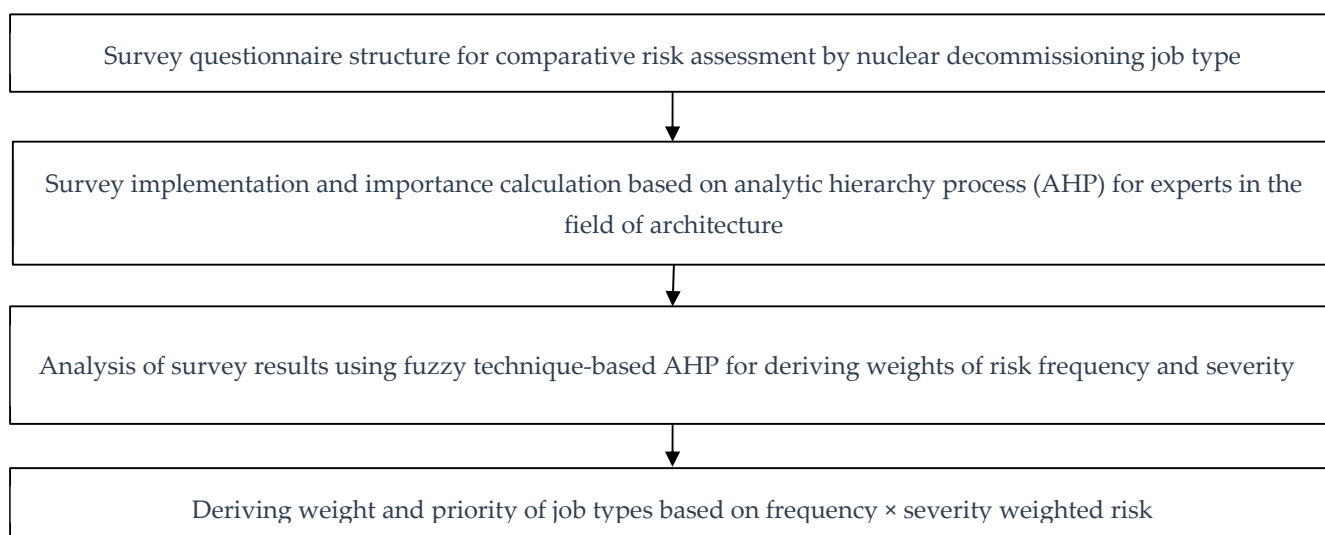 Survey questionnaire structure for comparative risk assessment by nuclear decommissioning job type
Survey implementation and importance calculation based on analytic hierarchy process (AHP) for experts in the
field of architecture
Analysis of survey results using fuzzy technique-based AHP for deriving weights of risk frequency and severity
Deriving weight and priority of job types based on frequency × severity weighted risk